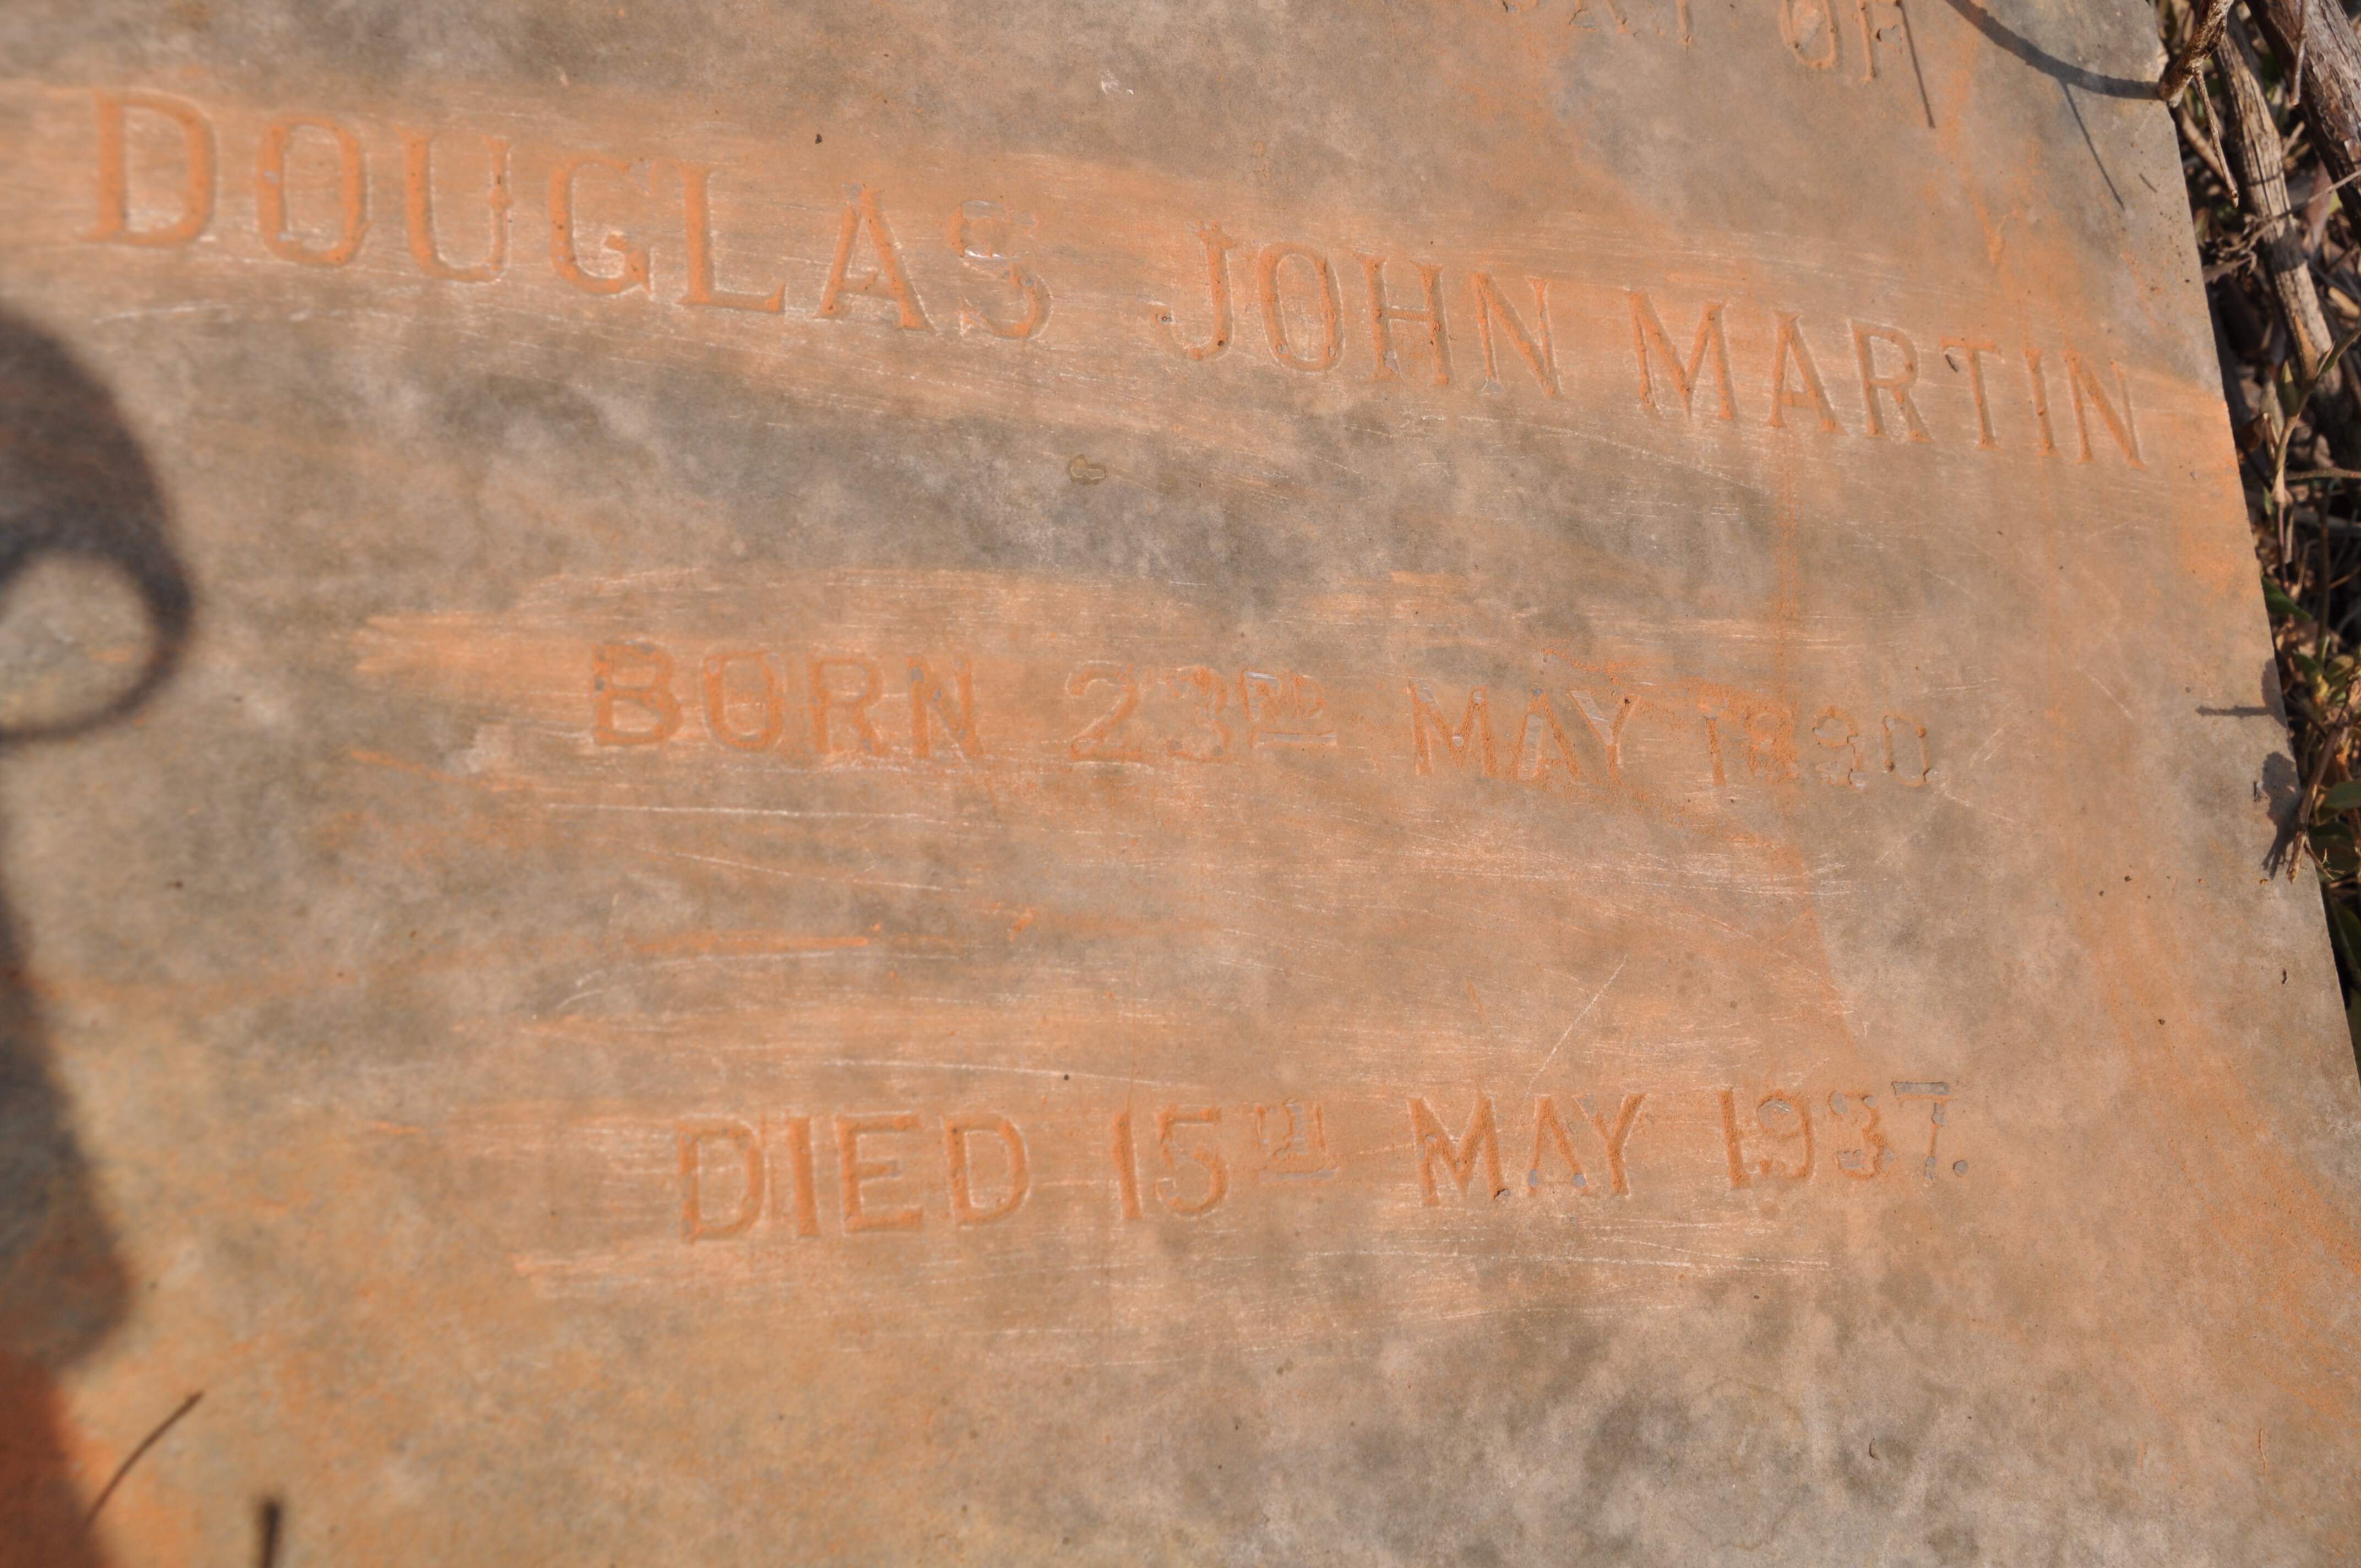 OF
DOUGLAS JOHN MARTIN
BORN 23RD MAY 1890
DIED 15TH MAY 1937.